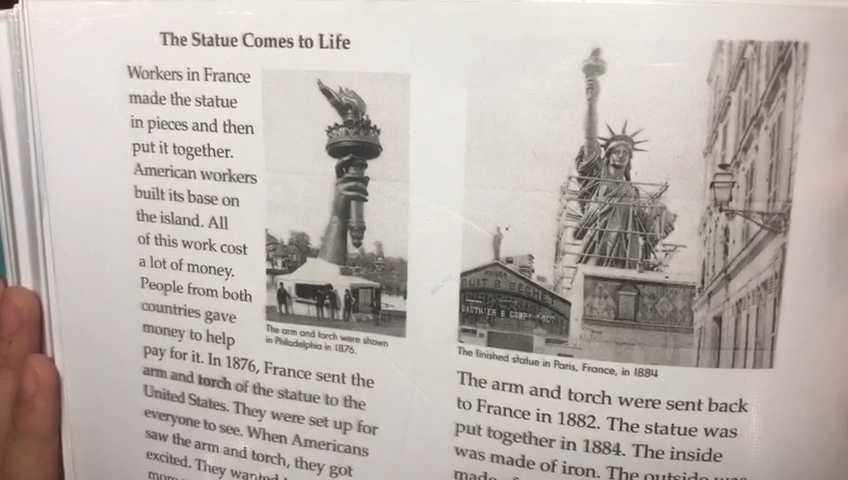 The Statue Comes to Life
Workers in France
made the statue
in pieces and then
put it together.
American workers
built its base on
the island. All
of this work cost
a lot of money.
People from both
countries gave
money to help
pay for it. In 1876, France sent the
arm and torch of the statue to the
United States. They were set up for
everyone to see. When Americans
saw the arm and torch, they got
excited. They wanted
more
The arm and torch were shown
in Philadelphia in 1876.
The finished statue in Paris, France, in 1884
The arm and torch were sent back
to France in 1882. The statue was
put together in 1884. The inside
was made of iron. The outside was
made